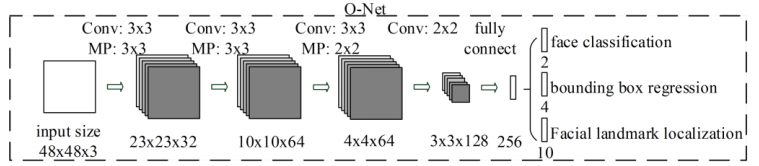 O-Net
Conv: 3x3 Conv: 3x3 Conv: 3x3 Conv: 2x2 fully
MP: 3x3 MP: 3x3 MP: 2x2 connect
face classification
2
bounding box regression
4
Facial landmark localization
10
input size
48x48x3
23x23x32 10x10x64 4x4x64 3x3x128 256